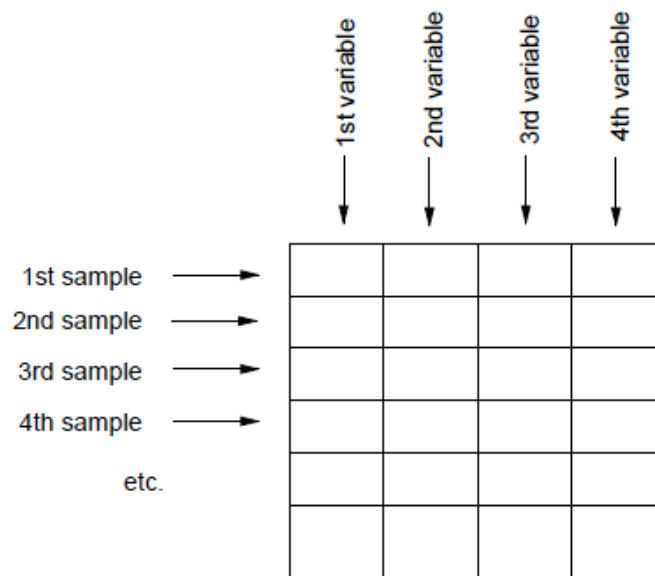 1st variable
2nd variable
3rd variable
4th variable
1st sample
2nd sample
3rd sample
4th sample
etc.